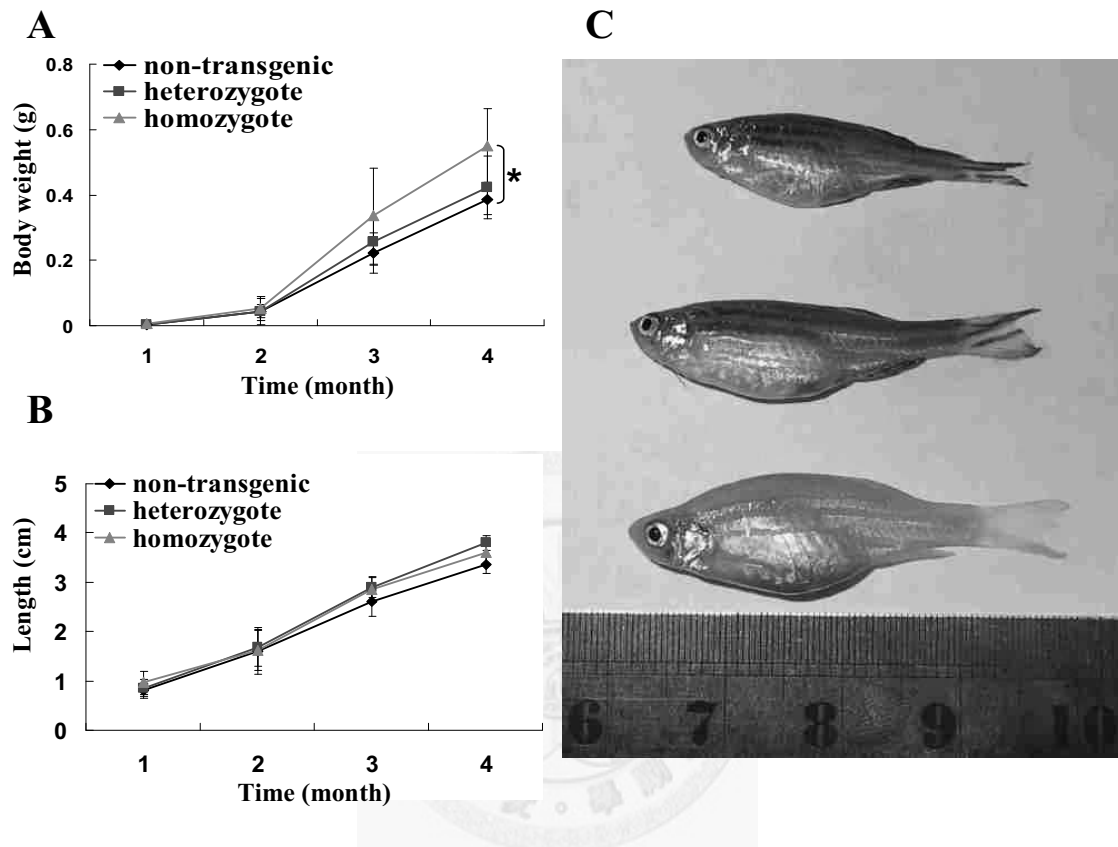 A
non-transgenic
heterozygote
homozygote
0.8
0.6
0.4
0.2
0
Body weight (g)
*
1 2 3 4
Time (month)
B
non-transgenic
heterozygote
homozygote
5
4
3
2
1
0
Length (cm)
1 2 3 4
Time (month)
C
6 7 8 9 10